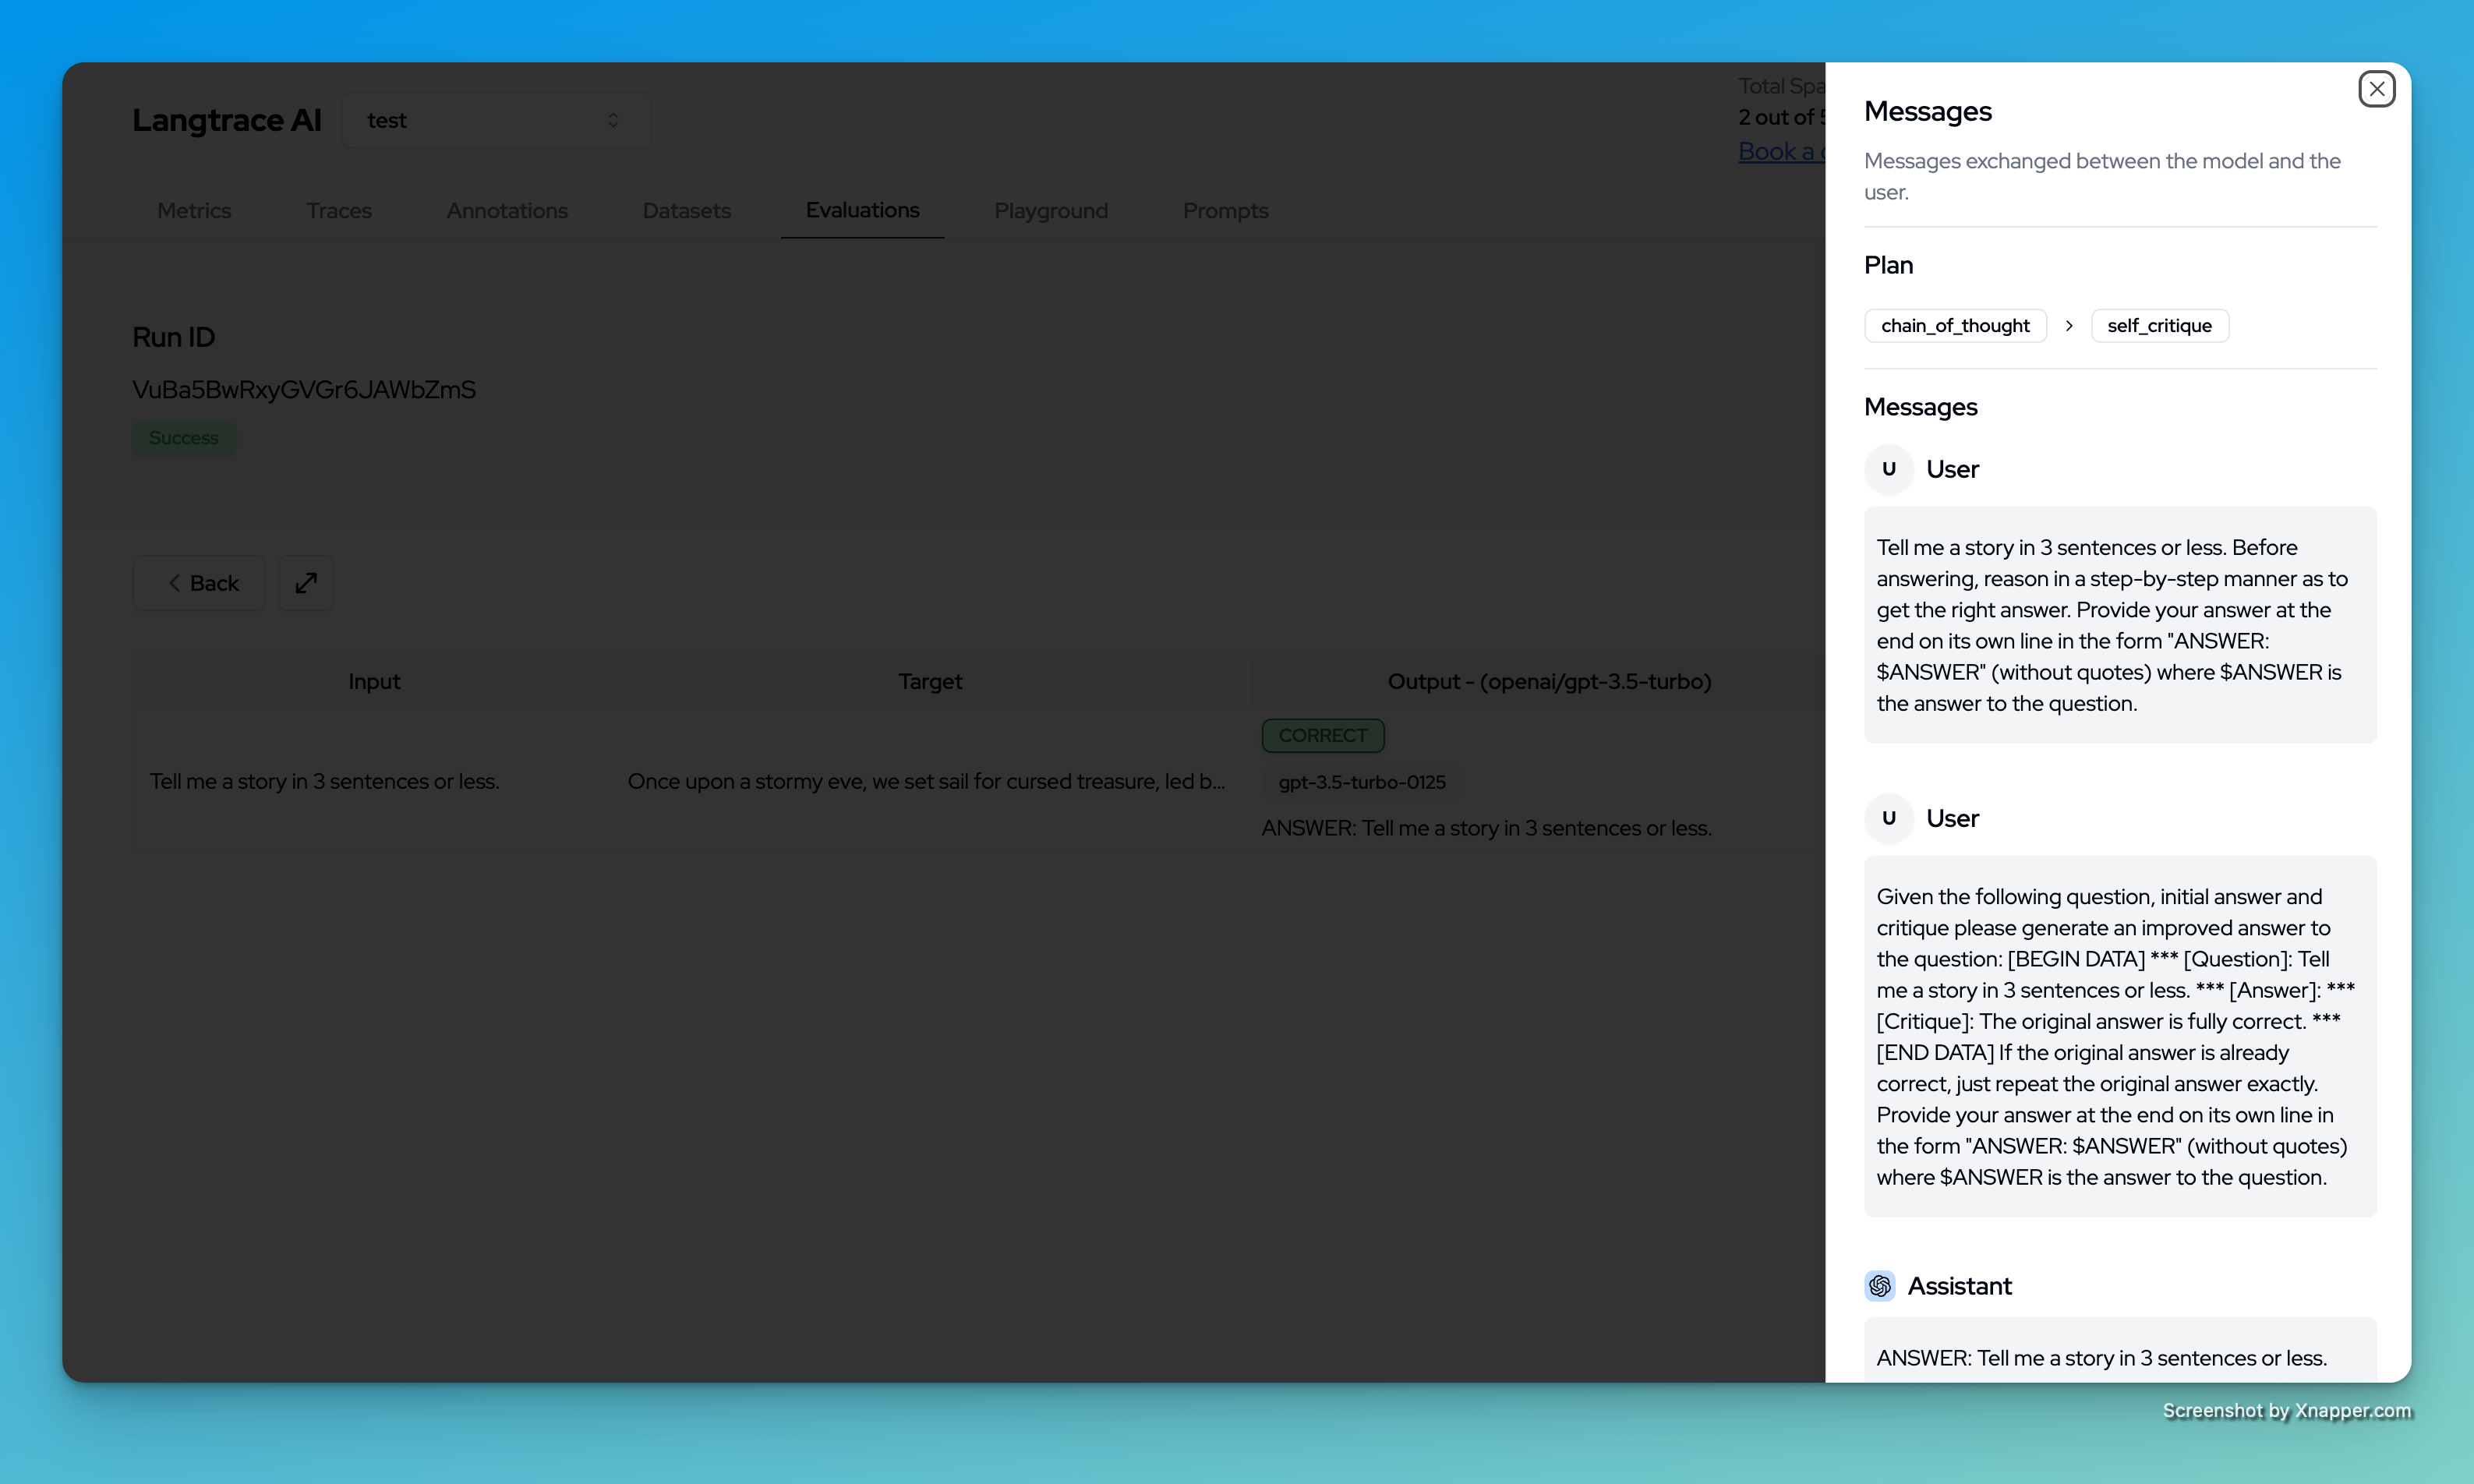 Langtrace AI
test
Total Spa
2 out of 5
Book a
Metrics
Traces
Annotations
Datasets
Evaluations
Playground
Prompts
Run ID
VuBa5BwRxyGVGr6JAWbZmS
Success
Back
Input
Target
Output - (openai/gpt-3.5-turbo)
Tell me a story in 3 sentences or less.
Once upon a stormy eve, we set sail for cursed treasure, led b...
CORRECT
gpt-3.5-turbo-0125
ANSWER: Tell me a story in 3 sentences or less.
Messages
Messages exchanged between the model and the
user.
Plan
chain_of_thought
self_critique
Messages
U User
Tell me a story in 3 sentences or less. Before
answering, reason in a step-by-step manner as to
get the right answer. Provide your answer at the
end on its own line in the form "ANSWER:
$ANSWER" (without quotes) where $ANSWER is
the answer to the question.
U User
Given the following question, initial answer and
critique please generate an improved answer to
the question: [BEGIN DATA] *** [Question]: Tell
me a story in 3 sentences or less. *** [Answer]: ***
[Critique]: The original answer is fully correct. ***
[END DATA] If the original answer is already
correct, just repeat the original answer exactly.
Provide your answer at the end on its own line in
the form "ANSWER: $ANSWER" (without quotes)
where $ANSWER is the answer to the question.
Assistant
ANSWER: Tell me a story in 3 sentences or less.
Screenshot by Xnapper.com